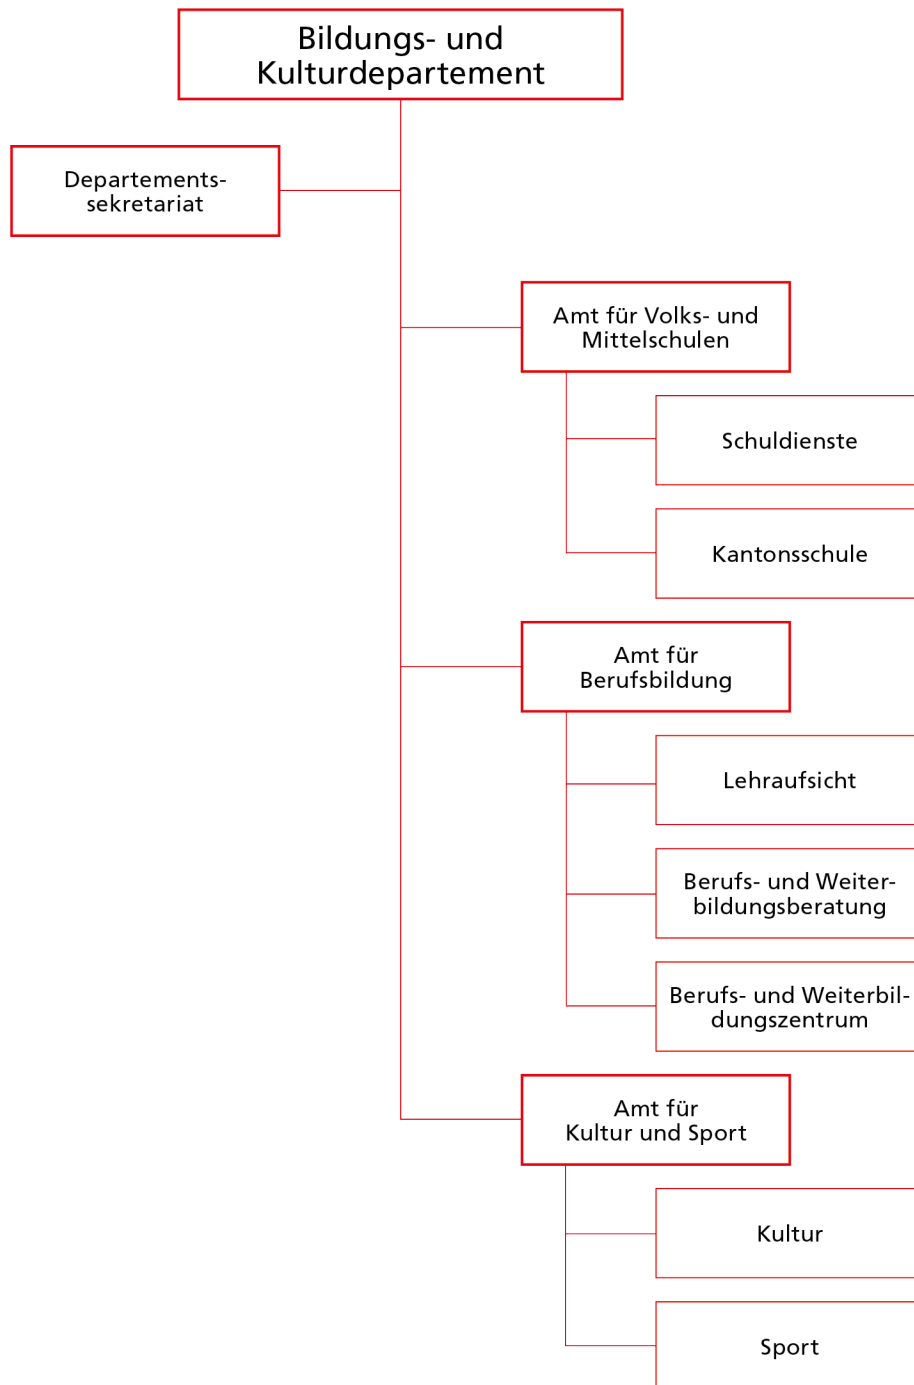 Bildungs- und
Kulturdepartement
Departements-
sekretariat
Amt für Volks- und
Mittelschulen
Schuldienste
Kantonsschule
Amt für
Berufsbildung
Lehraufsicht
Berufs- und Weiter-
bildungsberatung
Berufs- und Weiterbil-
dungszentrum
Amt für
Kultur und Sport
Kultur
Sport